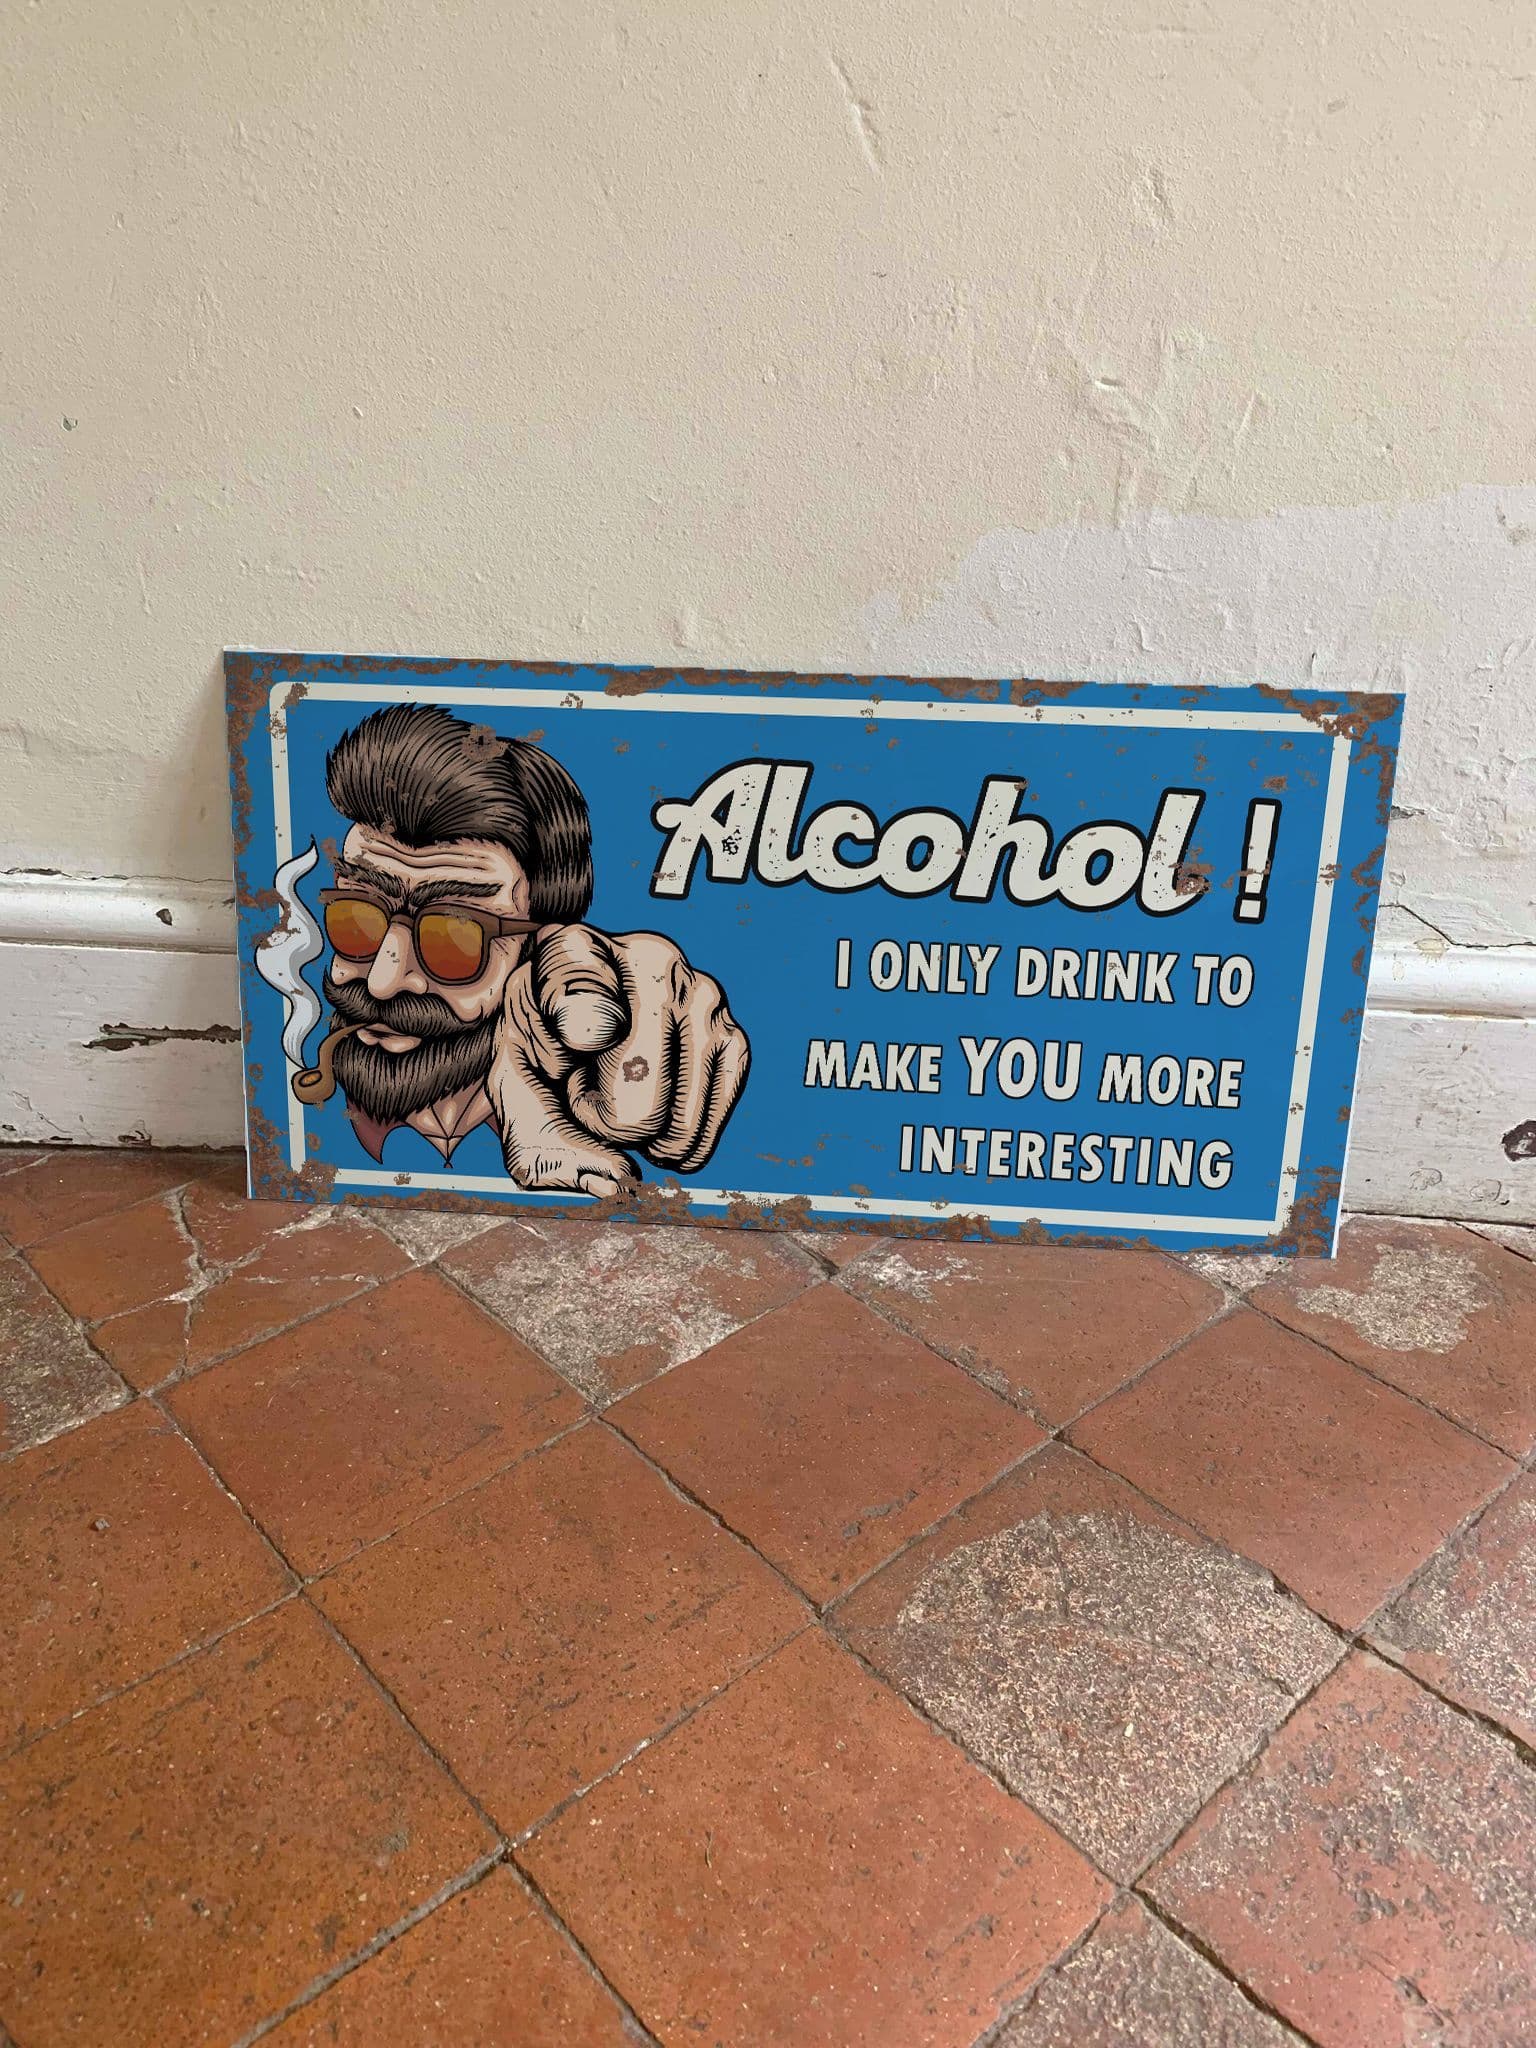 Alcohol !
I ONLY DRINK TO
MAKE YOU MORE
INTERESTING